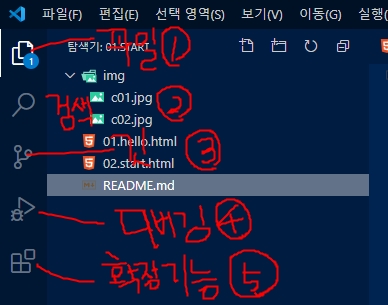 파일(F) 편집(E) 선택 영역(S) 보기(V) 이동(G) 실행(
탐색기: 01.START
파일 ①
1
img
c01.jpg
검색 ②
c02.jpg
01.hello.html
깃 ③
02.start.html
README.md
디버깅 ④
확장기능 ⑤